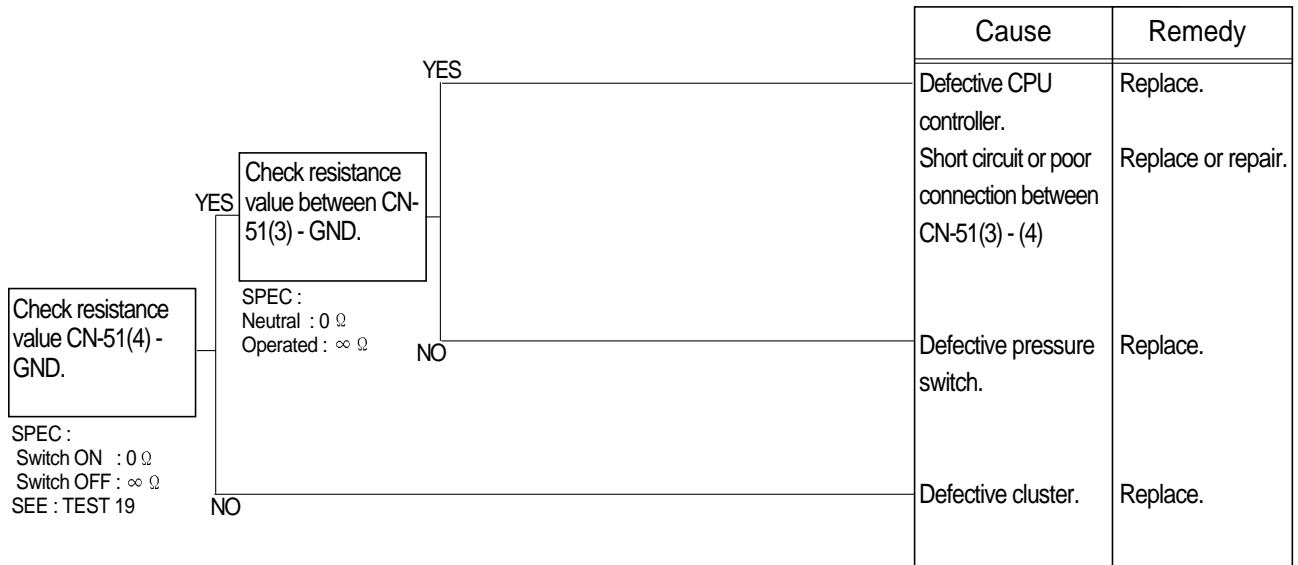 Cause
Remedy
YES
Defective CPU
controller.
Replace.
Short circuit or poor
connection between
CN-51(3) - (4)
Replace or repair.
Check resistance
value between CN-
51(3) - GND.
YES
SPEC :
Neutral : 0 Ω
Operated : ∞ Ω
NO
Defective pressure
switch.
Replace.
Check resistance
value CN-51(4) -
GND.
SPEC :
Switch ON : 0 Ω
Switch OFF : ∞ Ω
SEE : TEST 19
NO
Defective cluster.
Replace.